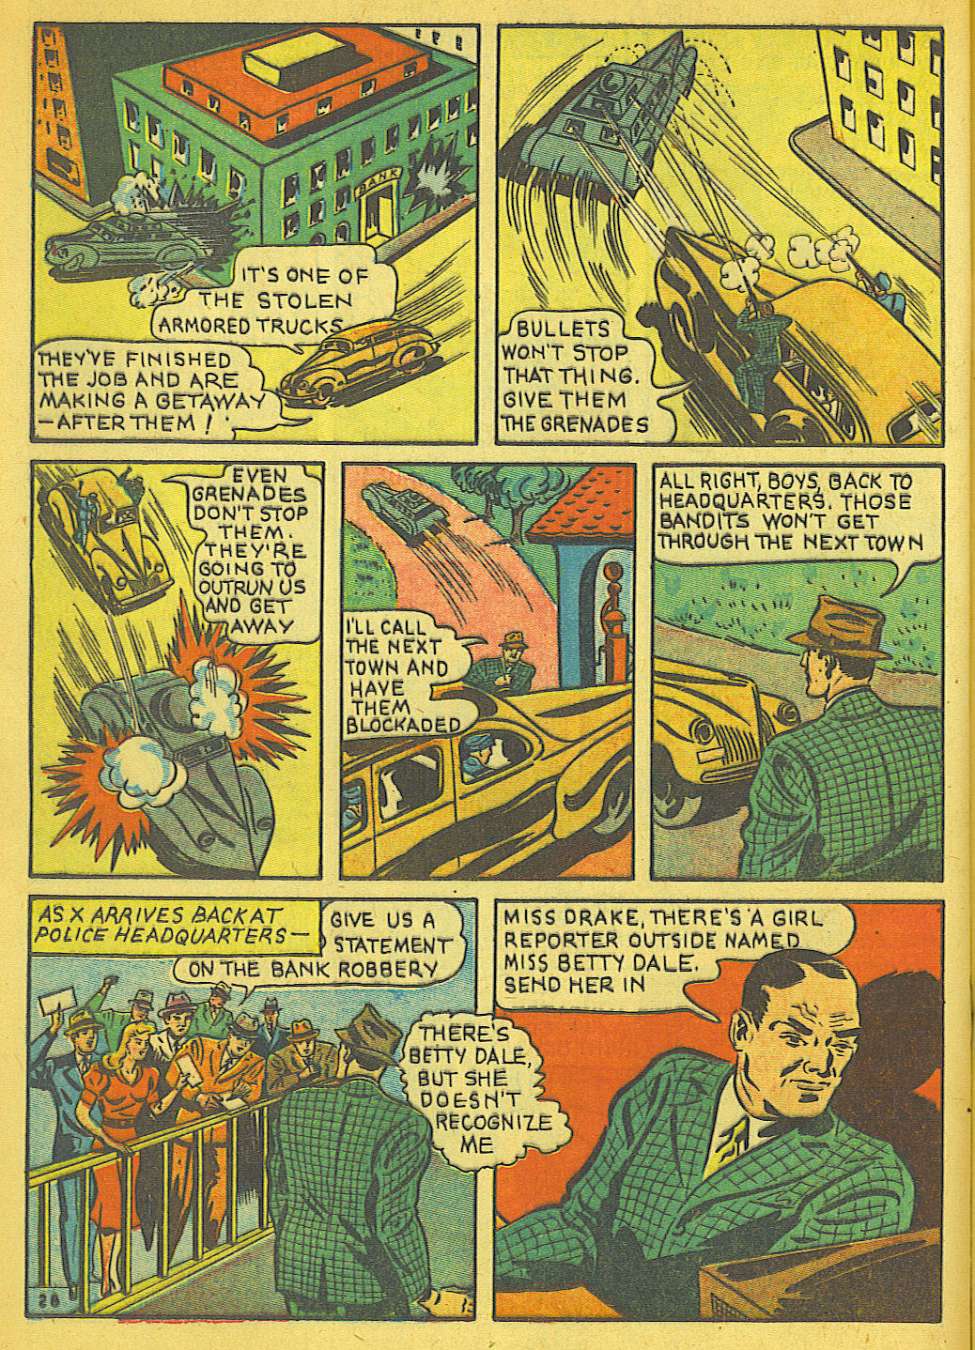 BANK
IT'S ONE OF
THE STOLEN
ARMORED TRUCKS
THEY'VE FINISHED
THE JOB AND ARE
MAKING A GETAWAY
—AFTER THEM!
BULLETS
WON'T STOP
THAT THING.
GIVE THEM
THE GRENADES
EVEN
GRENADES
DON'T STOP
THEM.
THEY'RE
GOING TO
OUTRUN US
AND GET
AWAY
I'LL CALL
THE NEXT
TOWN AND
HAVE
THEM
BLOCKADED
ALL RIGHT, BOYS, BACK TO
HEADQUARTERS. THOSE
BANDITS WON'T GET
THROUGH THE NEXT TOWN
AS X ARRIVES BACK AT
POLICE HEADQUARTERS—
GIVE US A
STATEMENT
ON THE BANK ROBBERY
THERE'S
BETTY DALE,
BUT SHE
DOESN'T
RECOGNIZE
ME
28
MISS DRAKE, THERE'S A GIRL
REPORTER OUTSIDE NAMED
MISS BETTY DALE.
SEND HER IN